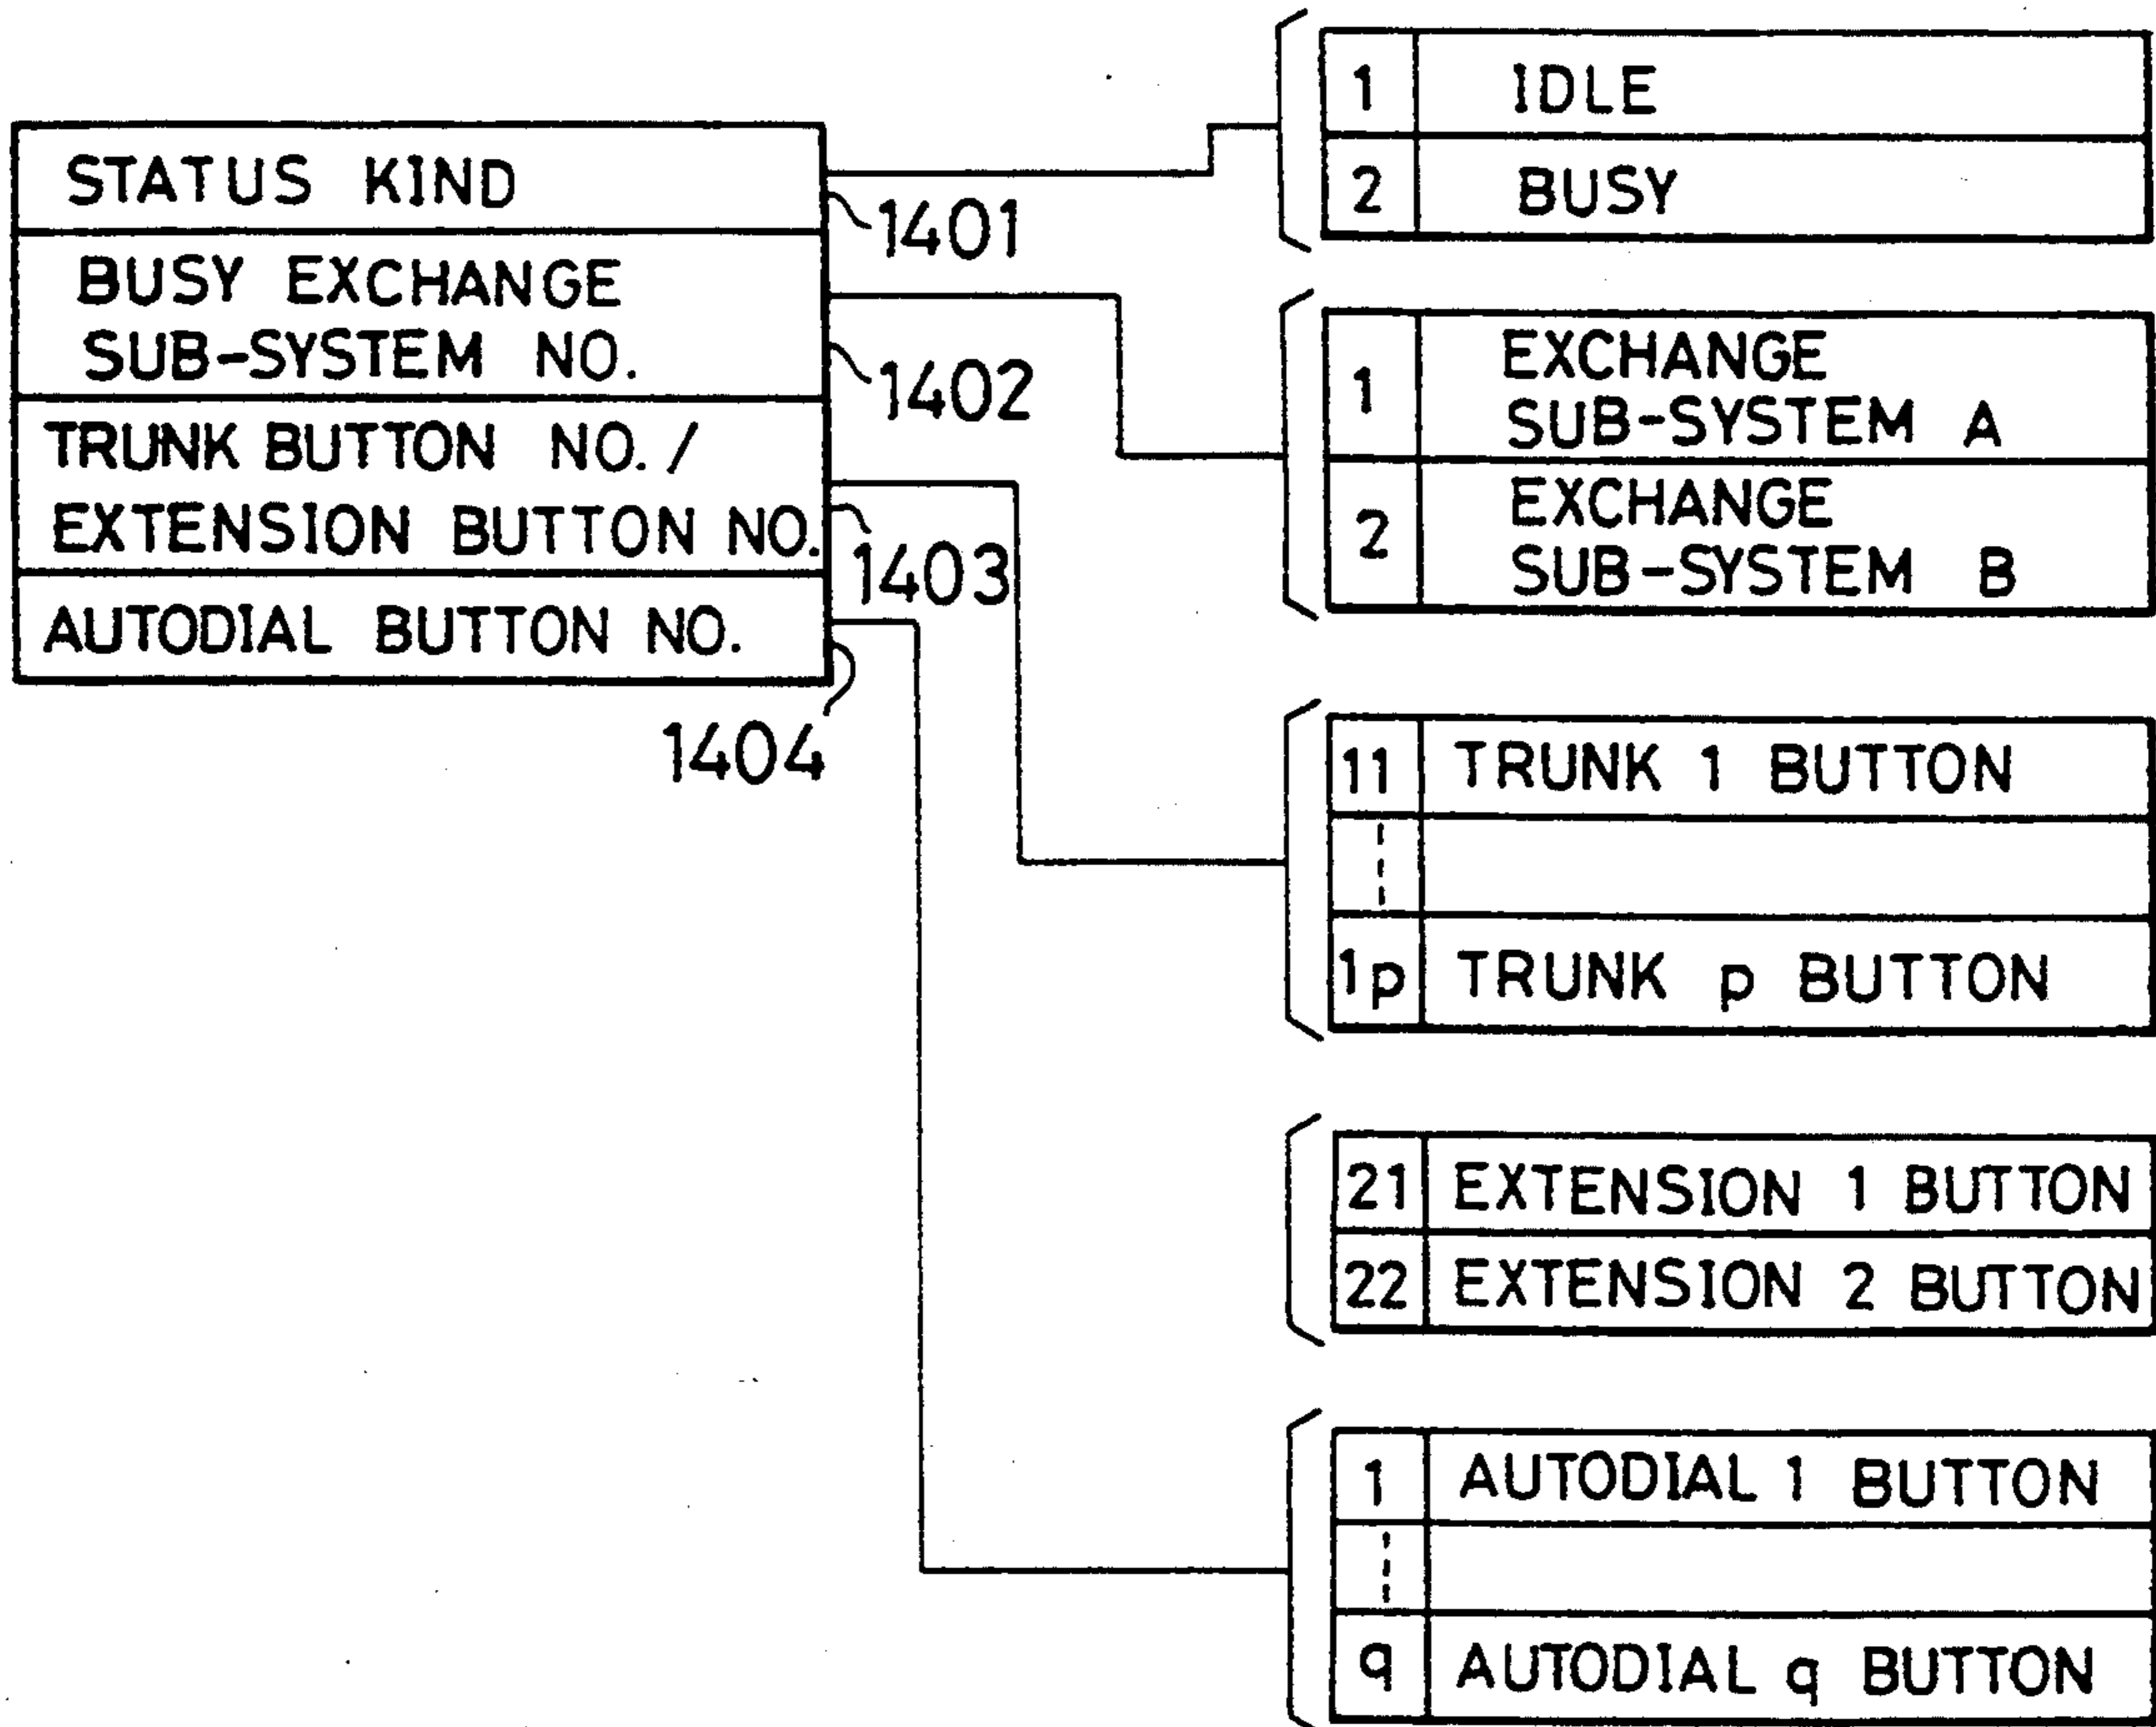 STATUS KIND
1401
BUSY EXCHANGE
SUB-SYSTEM NO.
1402
TRUNK BUTTON NO. /
EXTENSION BUTTON NO.
1403
AUTODIAL BUTTON NO.
1404
1 IDLE
2 BUSY
1 EXCHANGE
SUB-SYSTEM A
2 EXCHANGE
SUB-SYSTEM B
11 TRUNK 1 BUTTON
1p TRUNK p BUTTON
21 EXTENSION 1 BUTTON
22 EXTENSION 2 BUTTON
1 AUTODIAL 1 BUTTON
q AUTODIAL q BUTTON